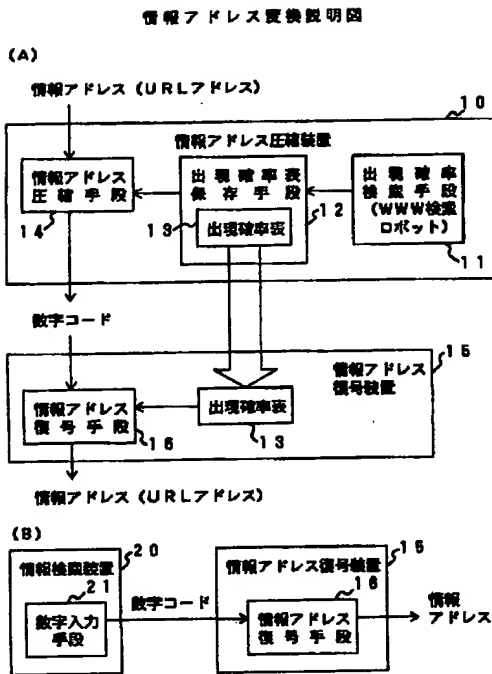 情報アドレス変換説明図
(A)
情報アドレス(URLアドレス)
10
情報アドレス圧縮装置
情報アドレス
圧縮手段
14
出現確率表
保存手段
13
出現確率表
12
出現確率
検索手段
(WWW検索
ロボット)
11
数字コード
15
情報アドレス
復号装置
情報アドレス
復号手段
16
出現確率表
13
情報アドレス(URLアドレス)
(B)
20
情報検索装置
21
数字入力
手段
数字コード
15
情報アドレス復号装置
16
情報アドレス
復号手段
情報
アドレス